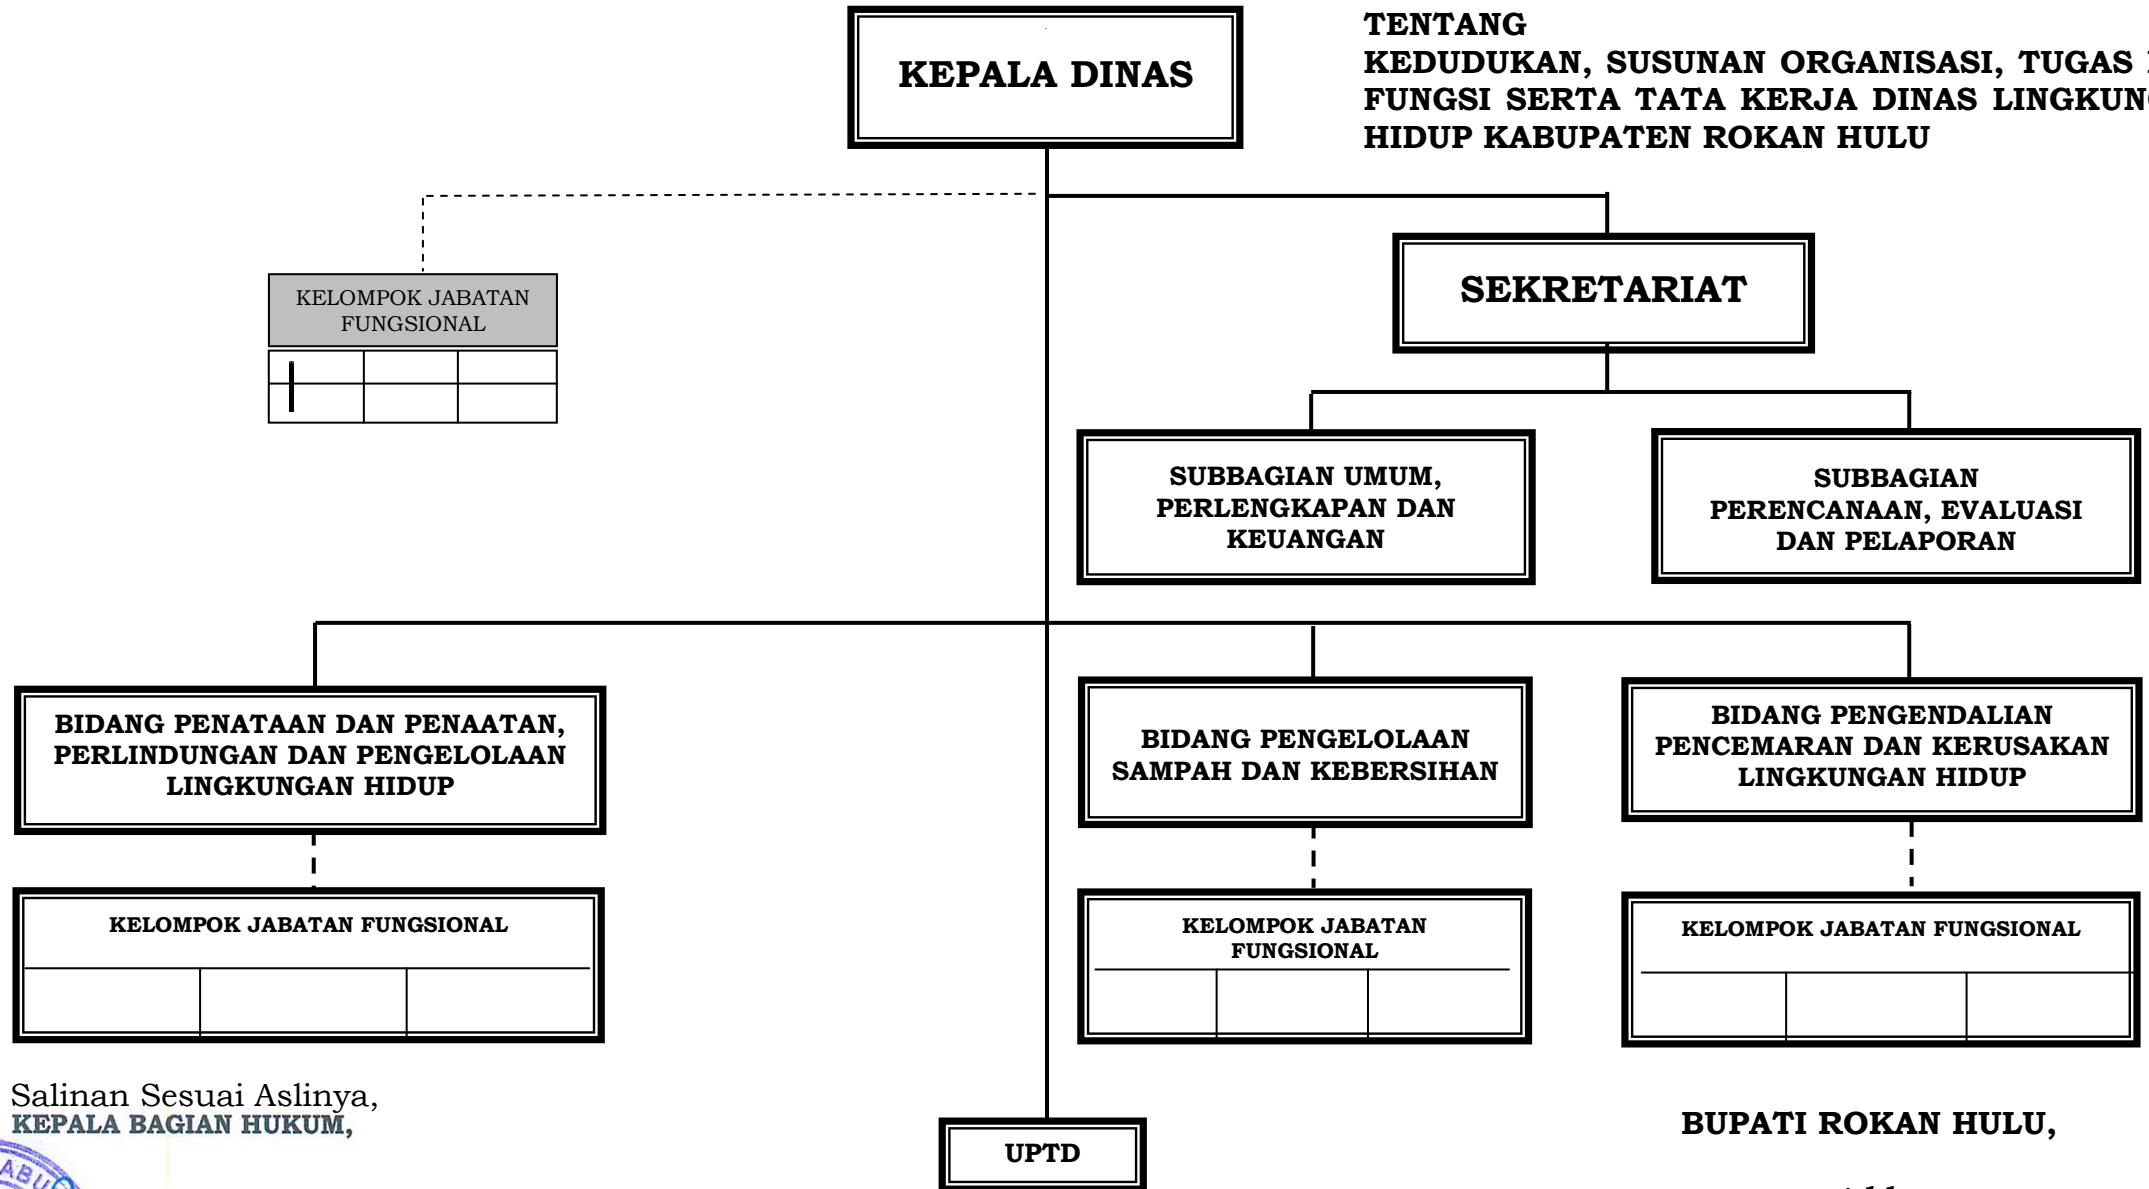 TENTANG
KEDUDUKAN, SUSUNAN ORGANISASI, TUGAS
FUNGSI SERTA TATA KERJA DINAS
HIDUP KABUPATEN ROKAN HULU
KEPALA DINAS
KELOMPOK JABATAN
FUNGSIONAL
SEKRETARIAT
SUBBAGIAN UMUM,
PERLENGKAPAN DAN
KEUANGAN
SUBBAGIAN
PERENCANAAN, EVALUASI
DAN PELAPORAN
BIDANG PENATAAN DAN PENAATAN,
PERLINDUNGAN DAN PENGELOLAAN
LINGKUNGAN HIDUP
BIDANG PENGELOLAAN
SAMPAH DAN KEBERSIHAN
BIDANG PENGENDALIAN
PENCEMARAN DAN KERUSAKAN
LINGKUNGAN HIDUP
KELOMPOK JABATAN FUNGSIONAL
KELOMPOK JABATAN
FUNGSIONAL
KELOMPOK JABATAN FUNGSIONAL
Salinan Sesuai Aslinya,
KEPALA BAGIAN HUKUM,
UPTD
BUPATI ROKAN HULU,